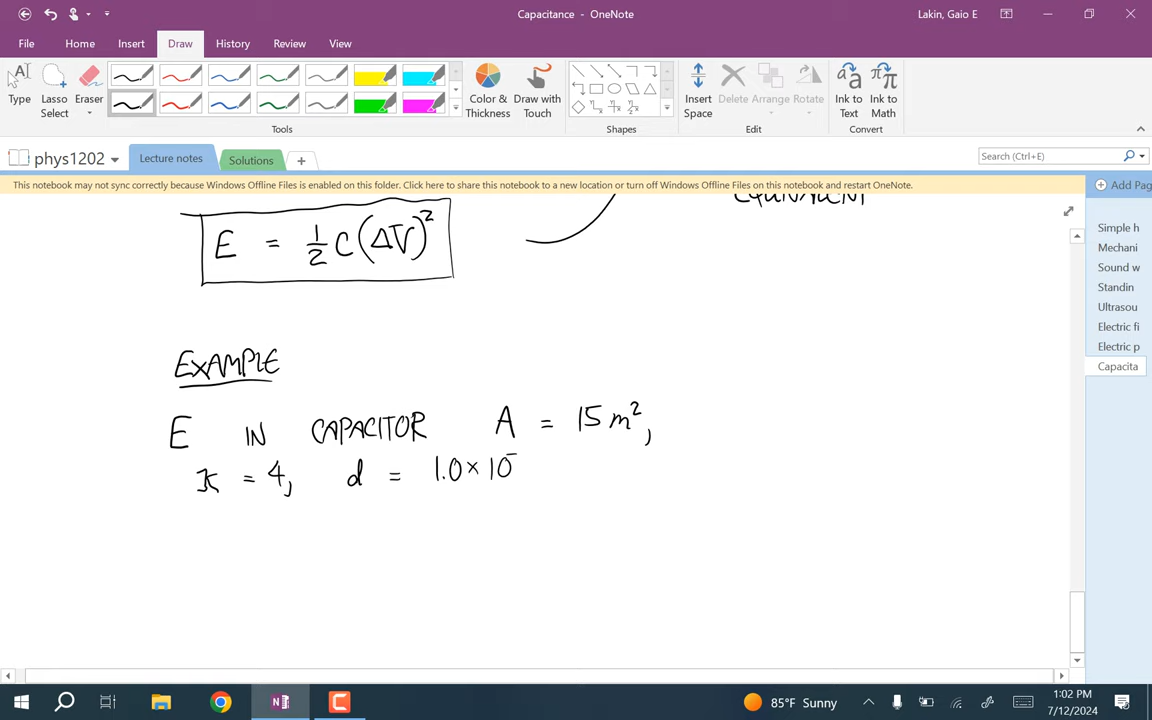 Capacitance - OneNote
Lakin, Gaio E
File Home Insert Draw History Review View
Type
Lasso Select
Eraser
Color & Thickness
Draw with Touch
Insert Space
Delete Arrange Rotate
Ink to Text
Ink to Math
Tools
Shapes
Edit
Convert
phys1202
Lecture notes
Solutions
Search (Ctrl+E)
This notebook may not sync correctly because Windows Offline Files is enabled on this folder. Click here to share this notebook to a new location or turn off Windows Offline Files on this notebook and restart OneNote.
Add Pag
EQUIVALENT
E = 1/2 C(ΔV)²
EXAMPLE
E IN CAPACITOR A = 15 m²,
κ = 4, d = 1.0 × 10⁻
Simple h
Mechani
Sound w
Standin
Ultrasou
Electric fi
Electric p
Capacita
85°F Sunny
1:02 PM
7/12/2024